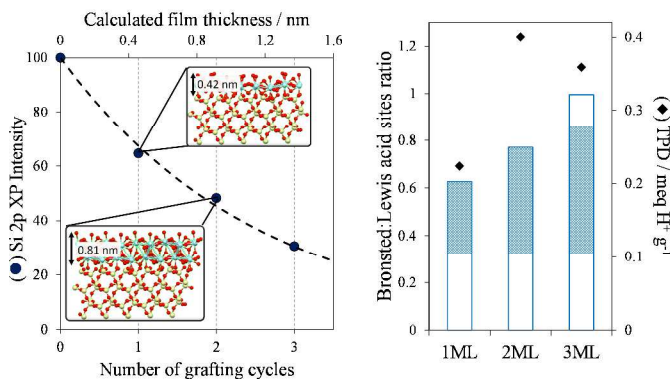 Calculated film thickness / nm
0 0.4 0.8 1.2 1.6
(●) Si 2p XP Intensity
100
80
60
40
20
0
0.42 nm
0.81 nm
0 1 2 3
Number of grafting cycles
Bronsted:Lewis acid sites ratio
1.2
1
0.8
0.6
0.4
0.2
0
1ML 2ML 3ML
0.4
0.3
0.2
0.1
0
(◆) TPD / meq H⁺ g⁻¹